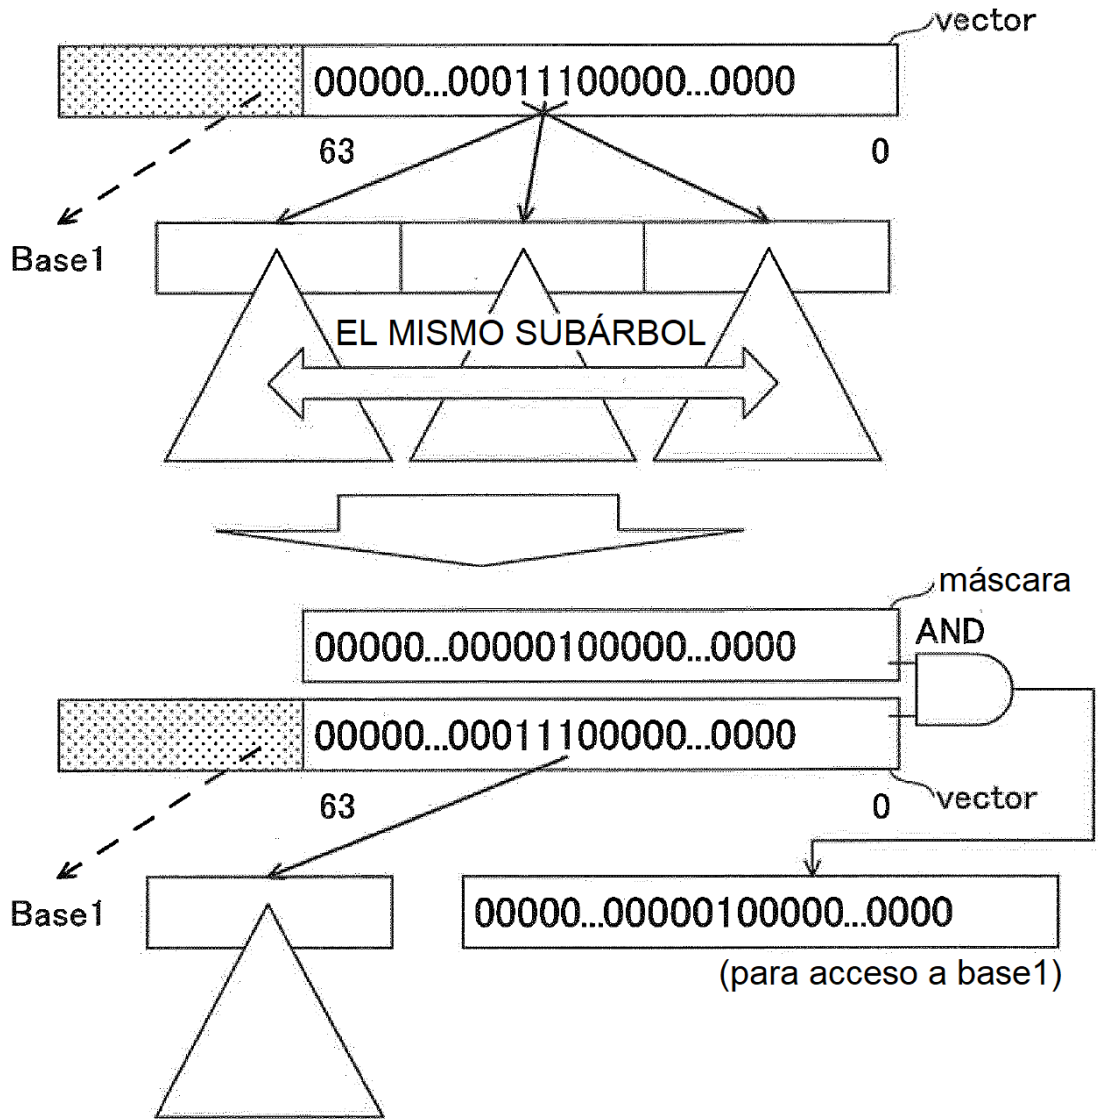 vector
00000...00011100000...0000
63 0
Base1
EL MISMO SUBÁRBOL
máscara
00000...00000100000...0000
AND
00000...00011100000...0000
63 0
vector
Base1
00000...00000100000...0000
(para acceso a base1)